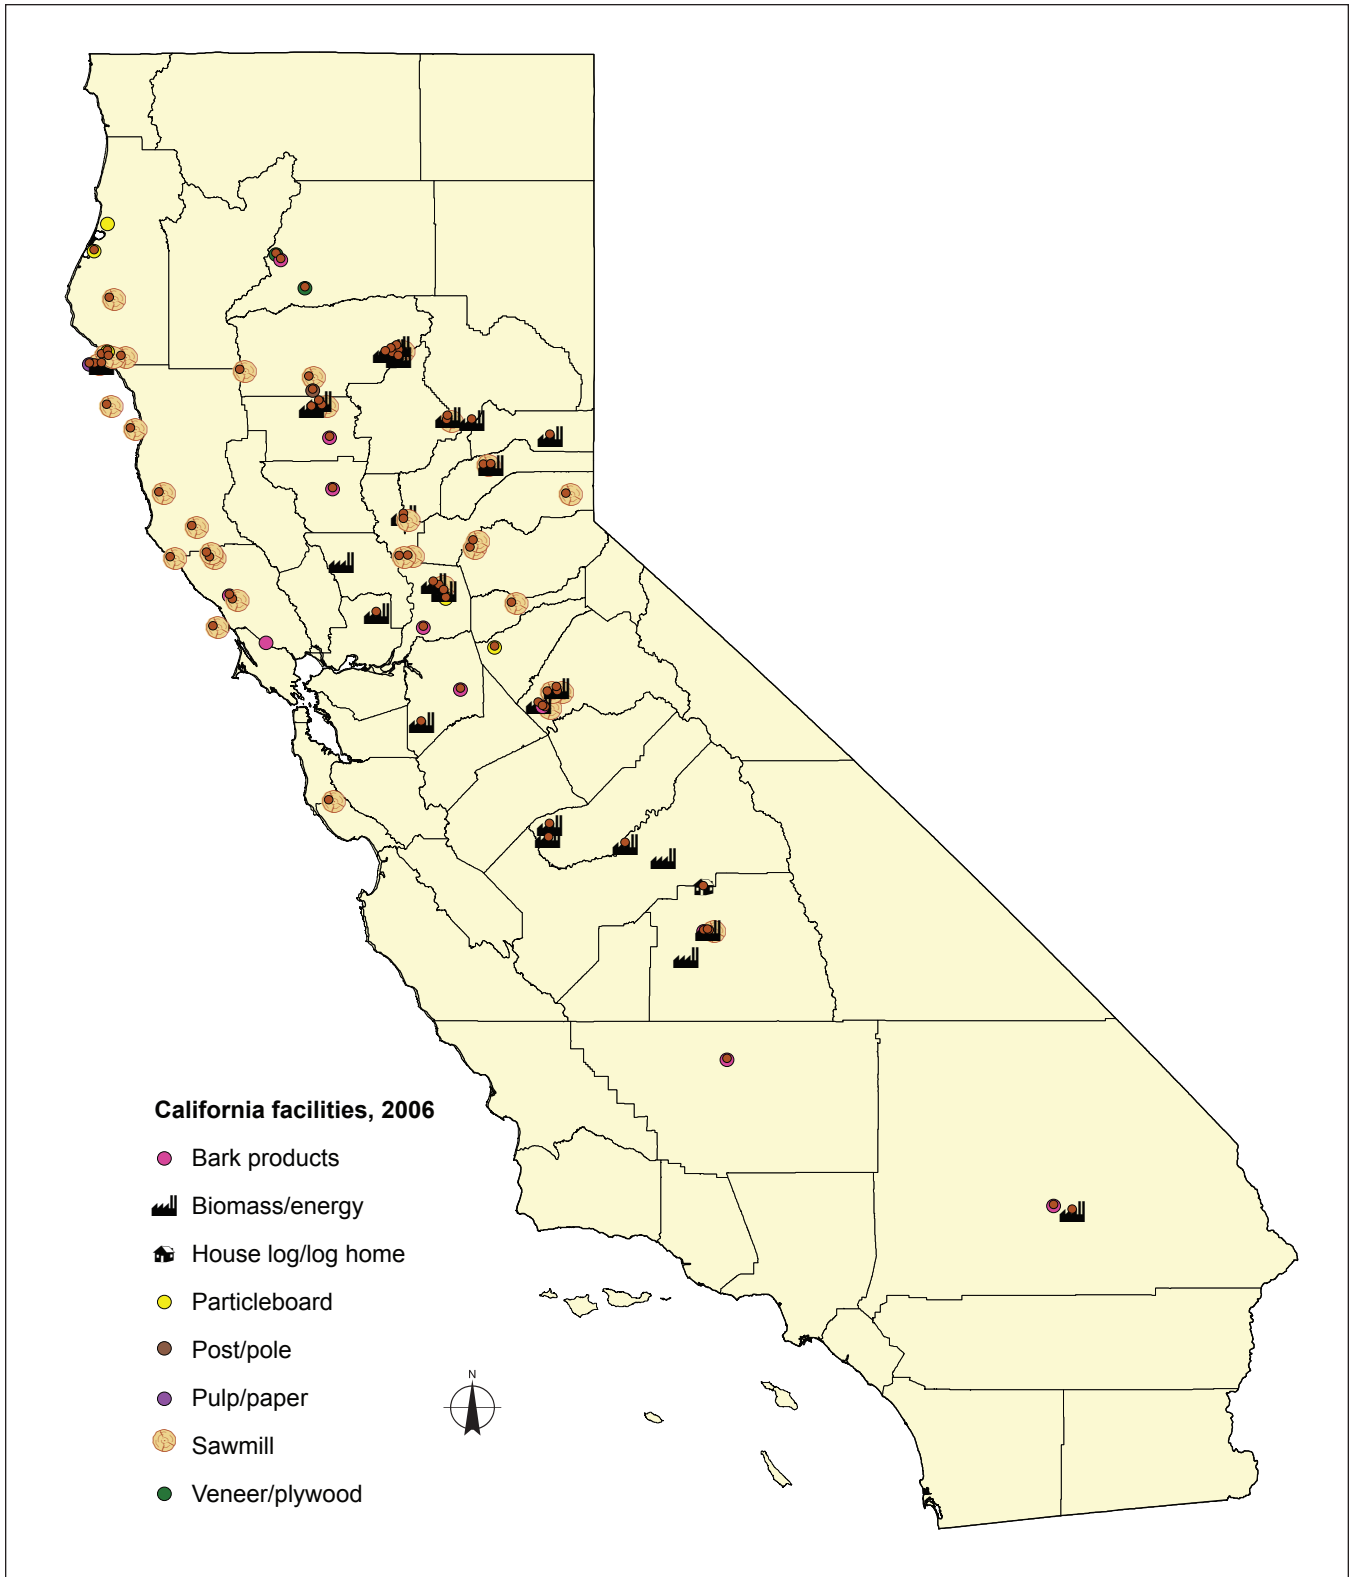 California facilities, 2006
Bark products
Biomass/energy
House log/log home
Particleboard
Post/pole
Pulp/paper
Sawmill
Veneer/plywood
N